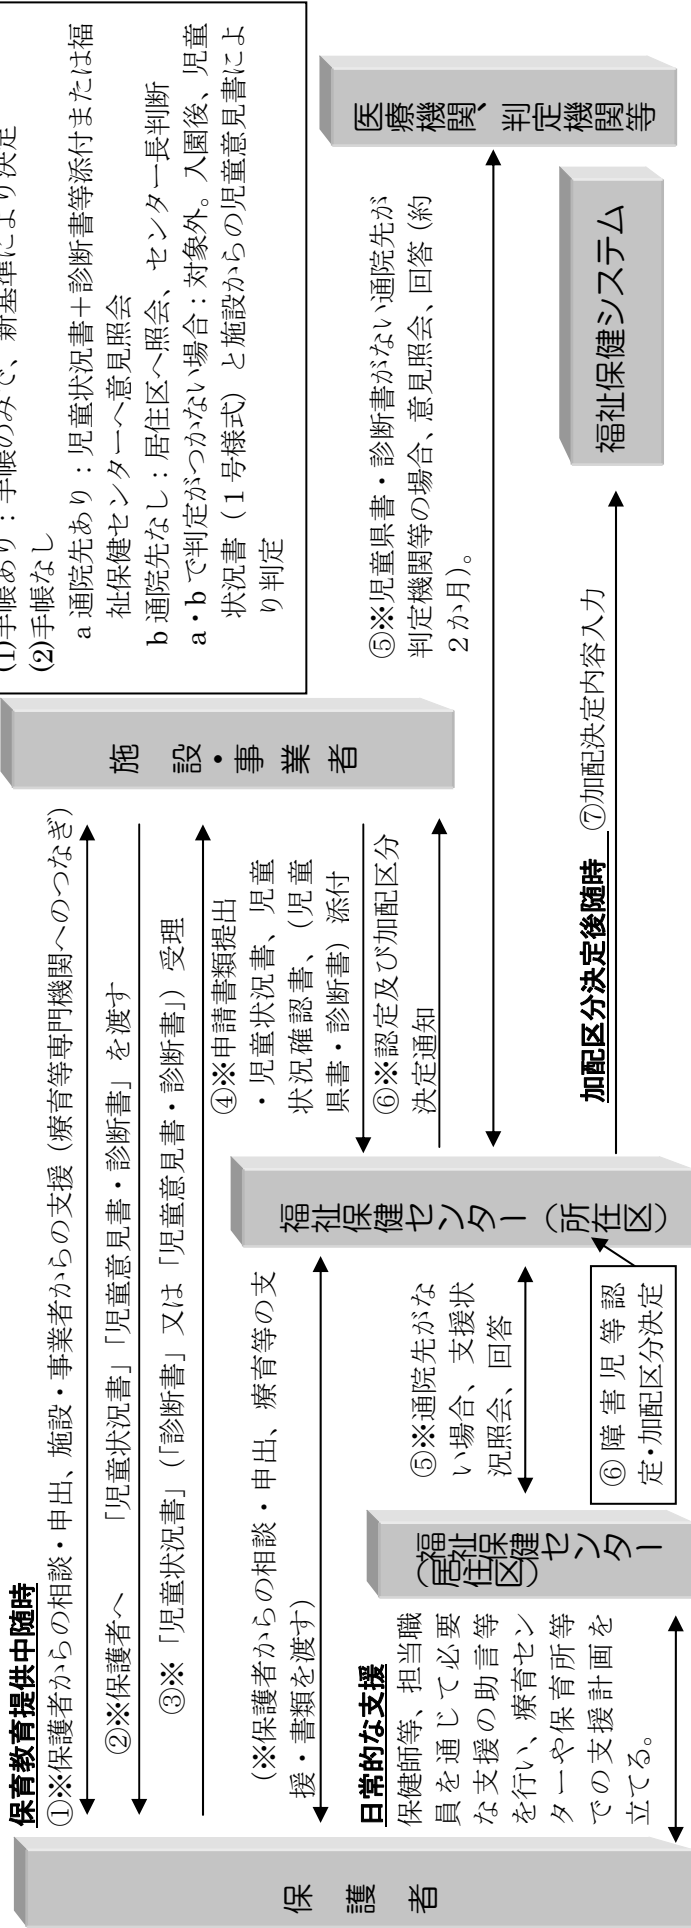 (1)手帳あり：手帳のみで、新基準により決定
(2)手帳なし
a 通院先あり：児童状況書＋診断書等添付または福
祉保健センターへ意見照会
b 通院先なし：居住区へ照会、センター長判断
a・b で判定がつかない場合：対象外。入園後、児童
状況書（１号様式）と施設からの児童意見書によ
り判定
保育教育提供中随時
①※保護者からの相談・申出、施設・事業者からの支援（療育等専門機関へのつなぎ）
②※保護者へ　「児童状況書」「児童意見書・診断書」を渡す
③※「児童状況書」（「診断書」又は「児童意見書・診断書」）受理
施設・事業者
④※申請書類提出
・児童状況書、児童
状況確認書、（児童
県書・診断書）添付
⑥※認定及び加配区分
決定通知
（※保護者からの相談・申出、療育等の支
援・書類を渡す）
福祉保健センター（所在区）
⑤※児童県書・診断書がない通院先が
判定機関等の場合、意見照会、回答（約
２か月）。
医療機関、判定機関等
日常的な支援
保健師等、担当職
員を通じて必要
な支援の助言等
を行い、療育セン
ターや保育所等
での支援計画を
立てる。
福祉保健センター
（居住区）
⑤※通院先がな
い場合、支援状
況照会、回答
⑥障害児等認
定・加配区分決定
加配区分決定後随時
⑦加配決定内容入力
福祉保健システム
保護者